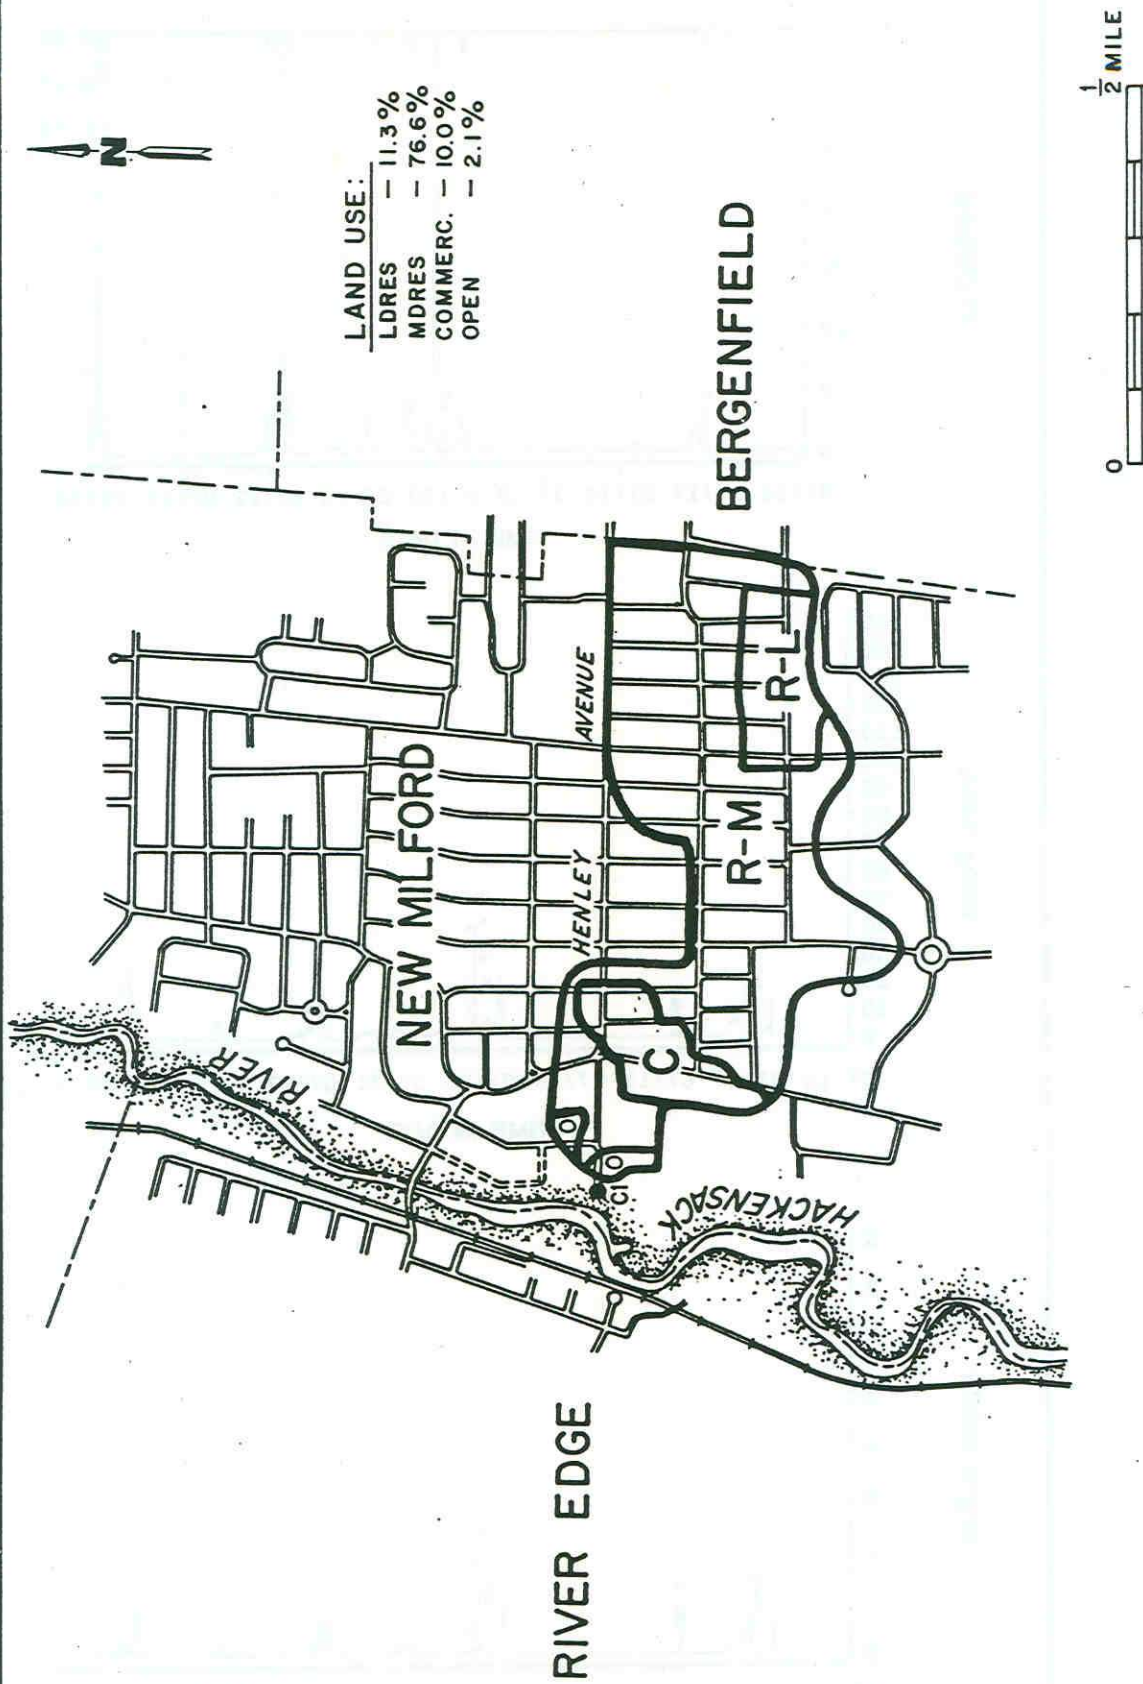 N
LAND USE:
LDRES – 11.3%
MDRES – 76.6%
COMMERC. – 10.0%
OPEN – 2.1%
NEW MILFORD
RIVER
HENLEY
AVENUE
R-L
R-M
C
O
O
C1
HACKENSACK
BERGENFIELD
RIVER EDGE
0
1/2 MILE